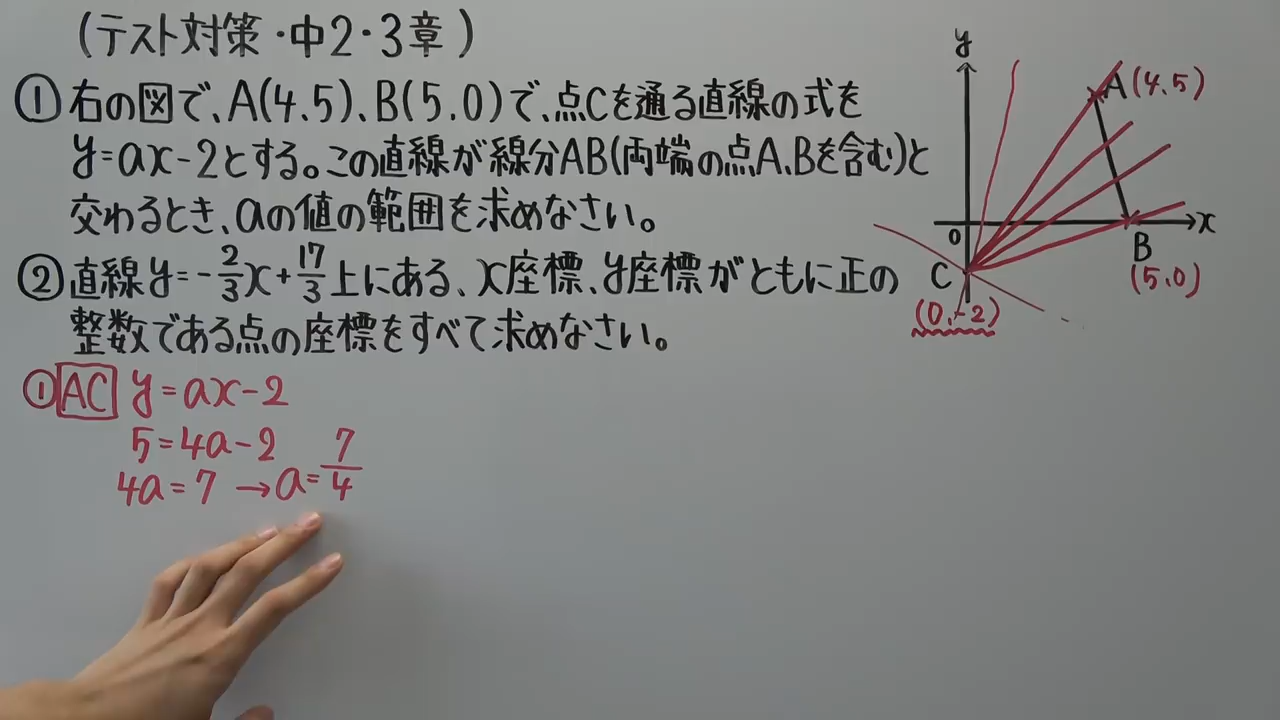 (テスト対策・中2・3章)
①右の図で、A(4.5)、B(5.0)で、点Cを通る直線の式を
y=ax-2とする。この直線が線分AB(両端の点A、Bを含む)と
交わるとき、aの値の範囲を求めなさい。
②直線y=-2/3x+17/3上にある、x座標、y座標がともに正の
整数である点の座標をすべて求めなさい。
①AC y=ax-2
5=4a-2
4a=7→a=7/4
y
A(4.5)
O
x
B
(5.0)
C
(0.-2)